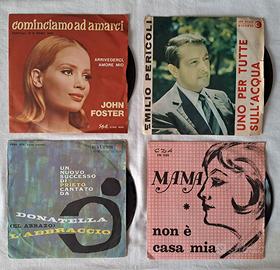 cominciamo ad amarci
ARRIVEDERCI,
AMORE MIO
JOHN
FOSTER
EMILIO PERICOLI
UNO PER TUTTE
SULL'ACQUA
UN
NUOVO
SUCCESSO
DI
PRIETO
CANTATO
DA
DONATELLA
(EL ABRAZO)
L'ABBRACCIO
CDA
MAMA
non è
casa mia